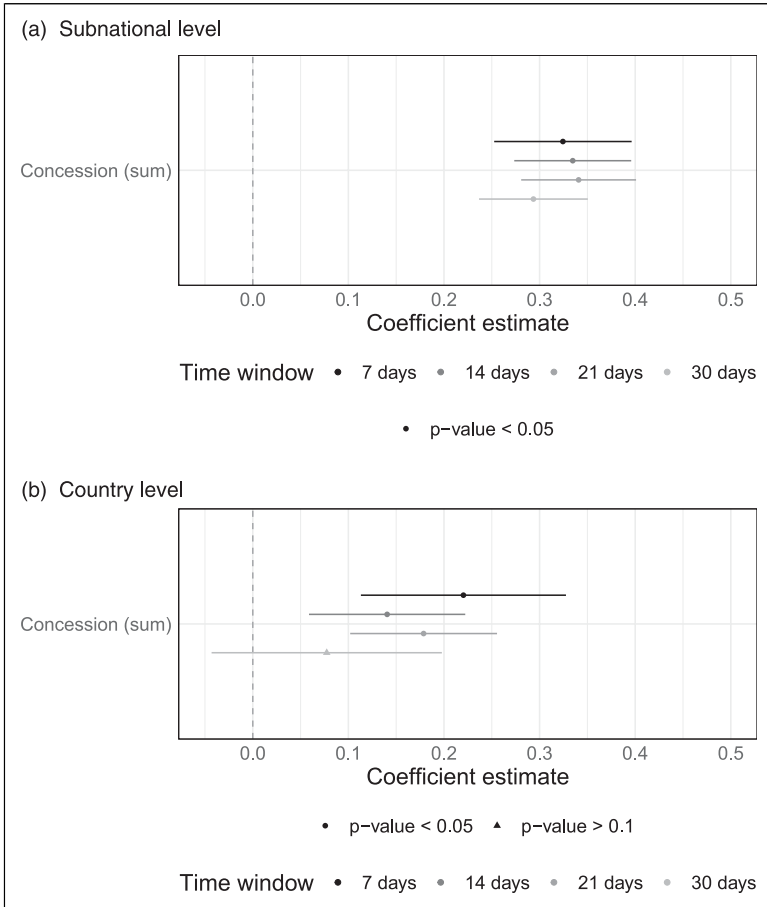 (a) Subnational level
Concession (sum)
0.0 0.1 0.2 0.3 0.4 0.5
Coefficient estimate
Time window 7 days 14 days 21 days 30 days
p−value < 0.05
(b) Country level
Concession (sum)
0.0 0.1 0.2 0.3 0.4 0.5
Coefficient estimate
p−value < 0.05 p−value > 0.1
Time window 7 days 14 days 21 days 30 days